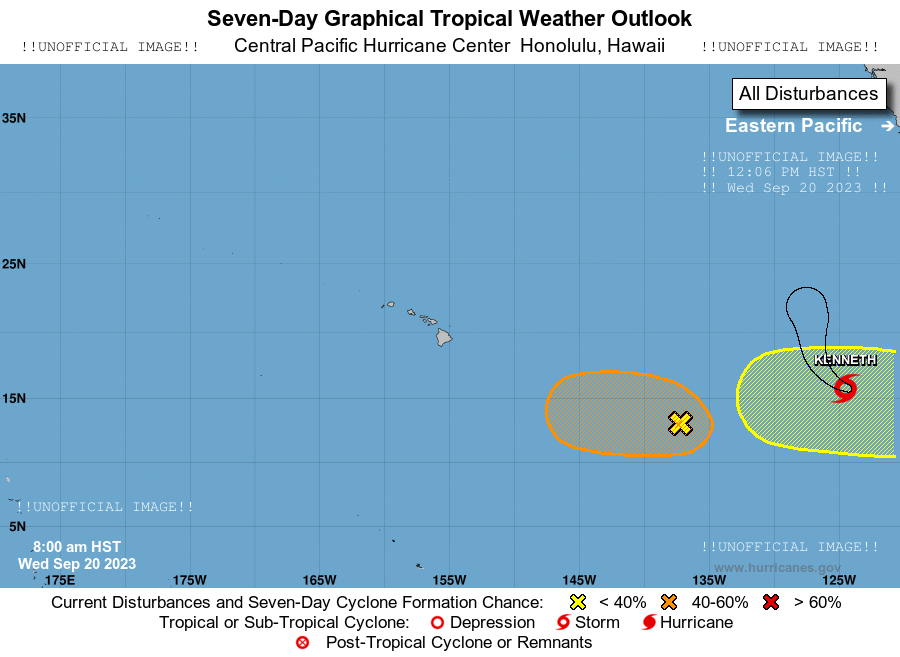 Seven-Day Graphical Tropical Weather Outlook
!!UNOFFICIAL IMAGE!! Central Pacific Hurricane Center Honolulu, Hawaii !!UNOFFICIAL IMAGE!!
All Disturbances
35N
Eastern Pacific →
!!UNOFFICIAL IMAGE!!
!! 12:06 PM HST !!
!! Wed Sep 20 2023 !!
25N
KENNETH
15N
!!UNOFFICIAL IMAGE!!
5N
8:00 am HST
!!UNOFFICIAL IMAGE!!
Wed Sep 20 2023
www.hurricanes.gov
175E 175W 165W 155W 145W 135W 125W
Current Disturbances and Seven-Day Cyclone Formation Chance: < 40% 40-60% > 60%
Tropical or Sub-Tropical Cyclone: Depression Storm Hurricane
Post-Tropical Cyclone or Remnants